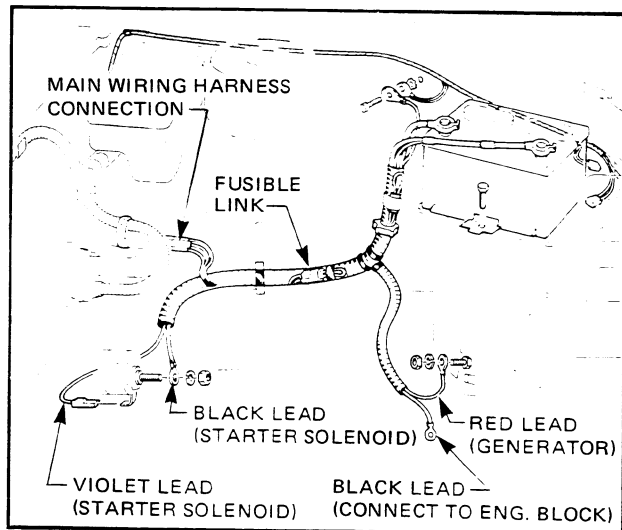 MAIN WIRING HARNESS
CONNECTION
FUSIBLE
LINK
BLACK LEAD
(STARTER SOLENOID)
RED LEAD
(GENERATOR)
VIOLET LEAD
(STARTER SOLENOID)
BLACK LEAD
(CONNECT TO ENG. BLOCK)